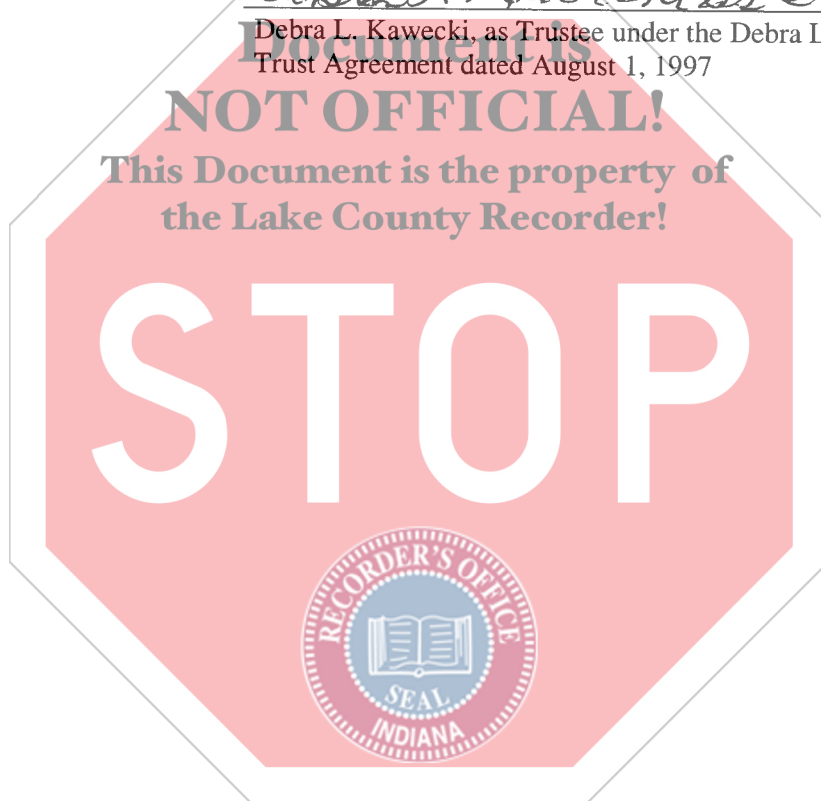 Debra L. Kawecki, as Trustee under the Debra L
Document is
Trust Agreement dated August 1, 1997
NOT OFFICIAL!
This Document is the property of
the Lake County Recorder!
STOP
RECORDER'S OFFICE
SEAL
INDIANA